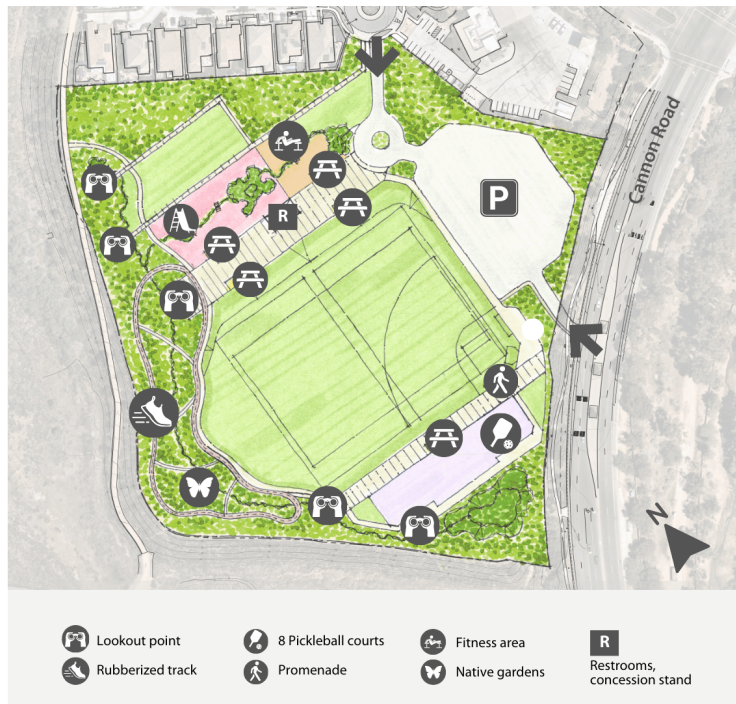 Cannon Road
P
R
N
Lookout point
Rubberized track
8 Pickleball courts
Promenade
Fitness area
Native gardens
R
Restrooms,
concession stand